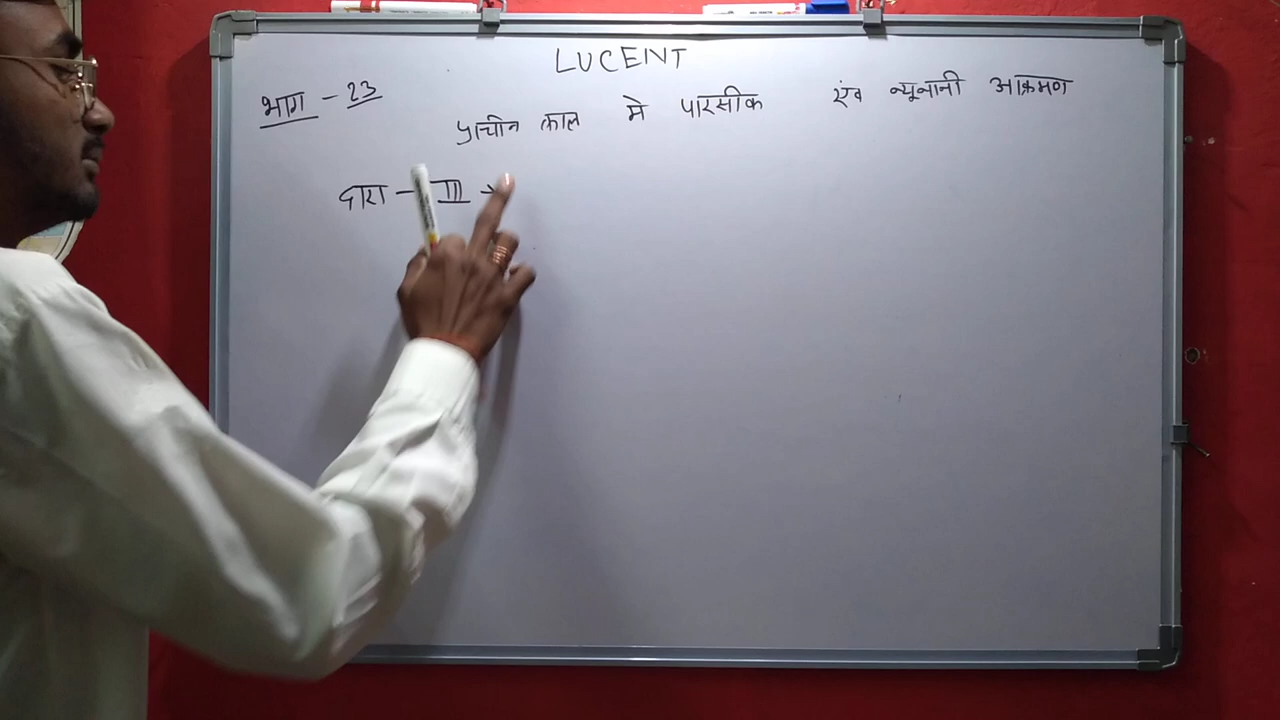 LUCENT
भाग - 23
प्राचीन काल मे पारसीक एंव न्यूनानी आक्रमण
दारा - III →